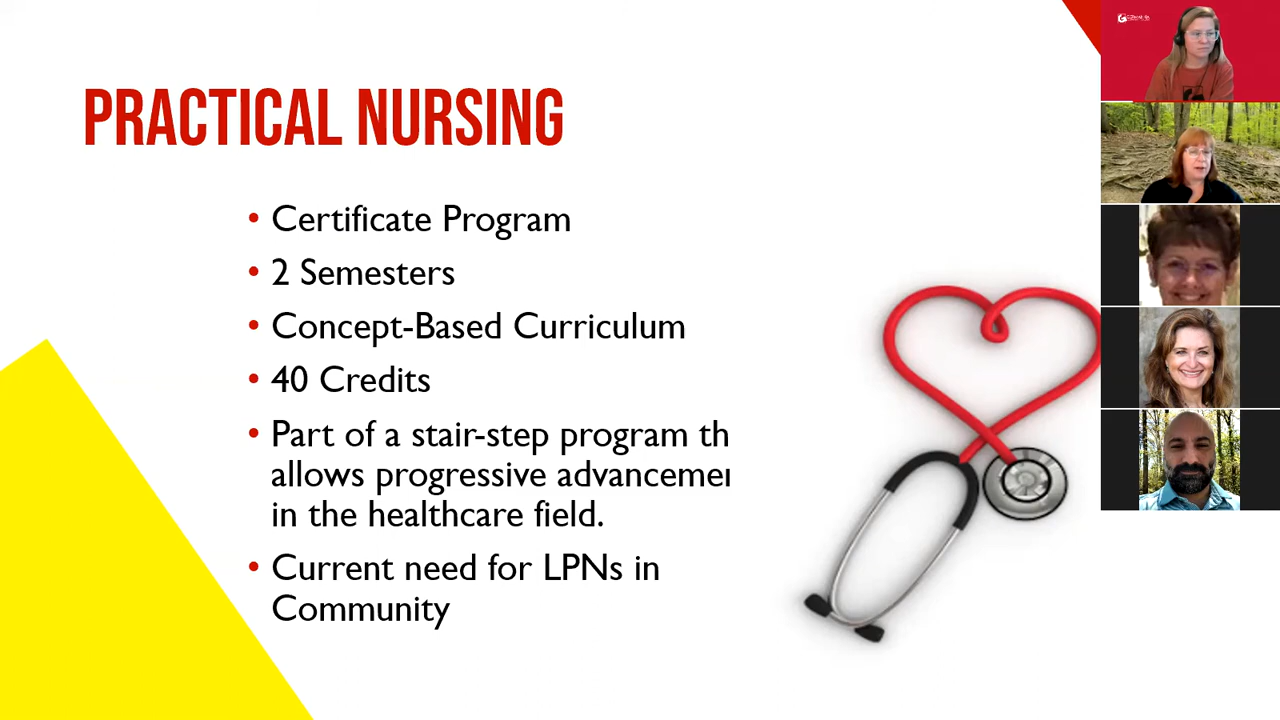 PRACTICAL NURSING
• Certificate Program
• 2 Semesters
• Concept-Based Curriculum
• 40 Credits
• Part of a stair-step program th
allows progressive advancemen
in the healthcare field.
• Current need for LPNs in
Community